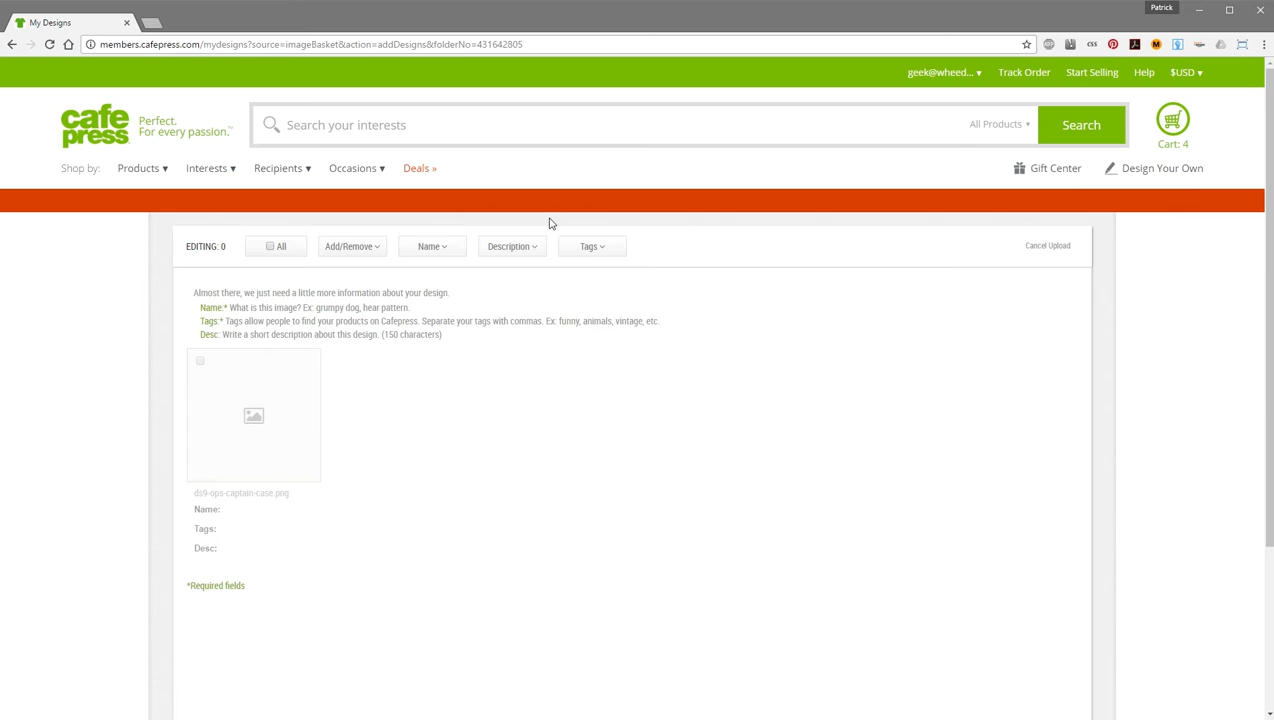 Patrick
My Designs
members.cafepress.com/mydesigns?source=imageBasket&action=addDesigns&folderNo=431642805
geek@wheed... ▾ Track Order Start Selling Help $USD ▾
cafe press
Perfect.
For every passion.™
Search your interests All Products ▾ Search
Cart: 4
Shop by: Products ▾ Interests ▾ Recipients ▾ Occasions ▾ Deals » Gift Center Design Your Own
EDITING: 0 All Add/Remove Name Description Tags Cancel Upload
Almost there, we just need a little more information about your design.
Name:* What is this image? Ex: grumpy dog, hear pattern.
Tags:* Tags allow people to find your products on Cafepress. Separate your tags with commas. Ex: funny, animals, vintage, etc.
Desc: Write a short description about this design. (150 characters)
ds9-ops-captain-case.png
Name:
Tags:
Desc:
*Required fields